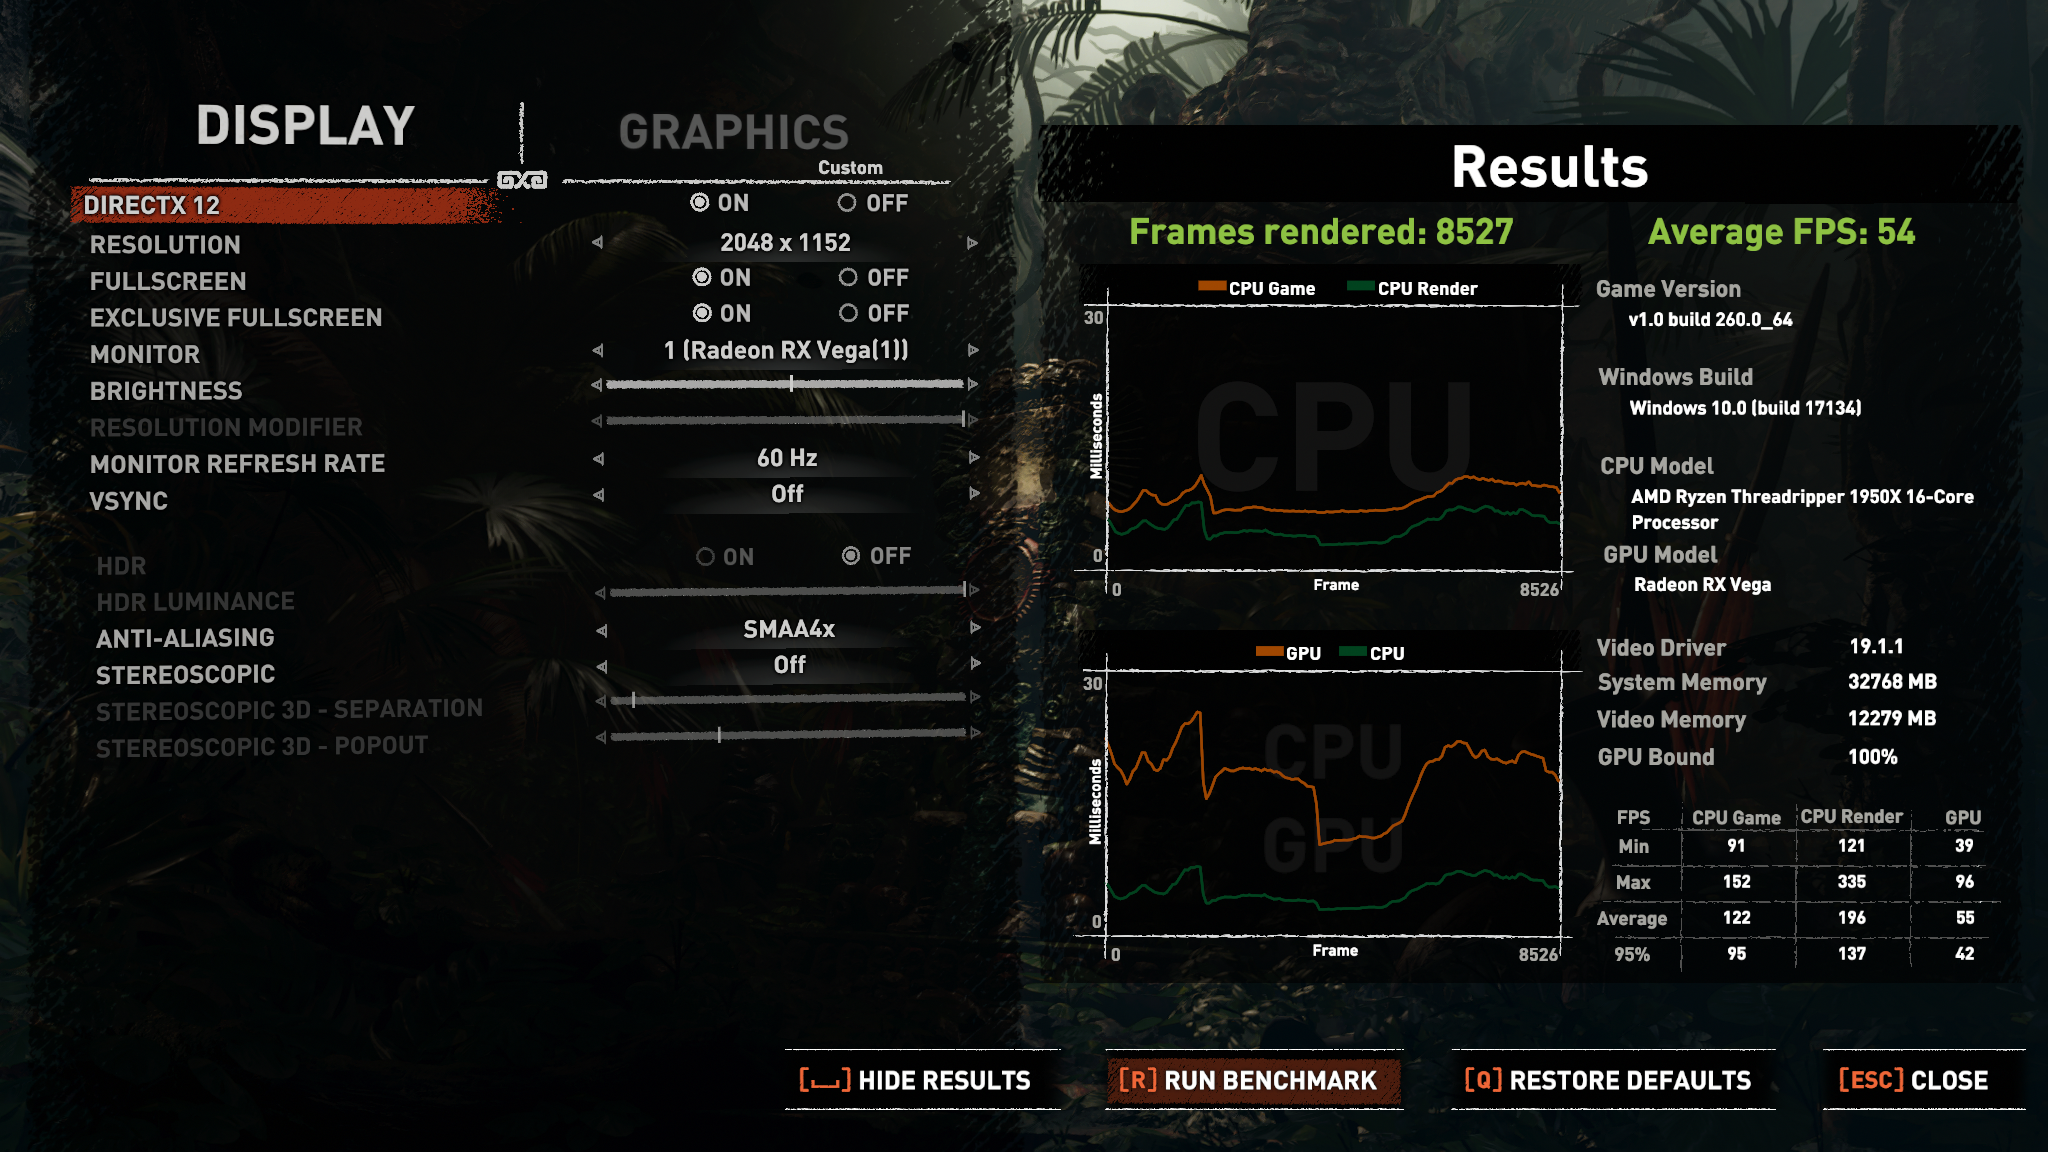 DISPLAY
GRAPHICS
Custom
DIRECTX 12
ON OFF
RESOLUTION
2048 x 1152
FULLSCREEN
ON OFF
EXCLUSIVE FULLSCREEN
ON OFF
MONITOR
1 (Radeon RX Vega(1))
BRIGHTNESS
RESOLUTION MODIFIER
MONITOR REFRESH RATE
60 Hz
VSYNC
Off
HDR
ON OFF
HDR LUMINANCE
ANTI-ALIASING
SMAA4x
STEREOSCOPIC
Off
STEREOSCOPIC 3D - SEPARATION
STEREOSCOPIC 3D - POPOUT
Results
Frames rendered: 8527
Average FPS: 54
CPU Game CPU Render
30
CPU
Milliseconds
0
0 Frame 8526
GPU CPU
30
CPU
GPU
Milliseconds
0
0 Frame 8526
Game Version
v1.0 build 260.0_64
Windows Build
Windows 10.0 (build 17134)
CPU Model
AMD Ryzen Threadripper 1950X 16-Core
Processor
GPU Model
Radeon RX Vega
Video Driver 19.1.1
System Memory 32768 MB
Video Memory 12279 MB
GPU Bound 100%
FPS CPU Game CPU Render GPU
Min 91 121 39
Max 152 335 96
Average 122 196 55
95% 95 137 42
[⎵] HIDE RESULTS
[R] RUN BENCHMARK
[Q] RESTORE DEFAULTS
[ESC] CLOSE